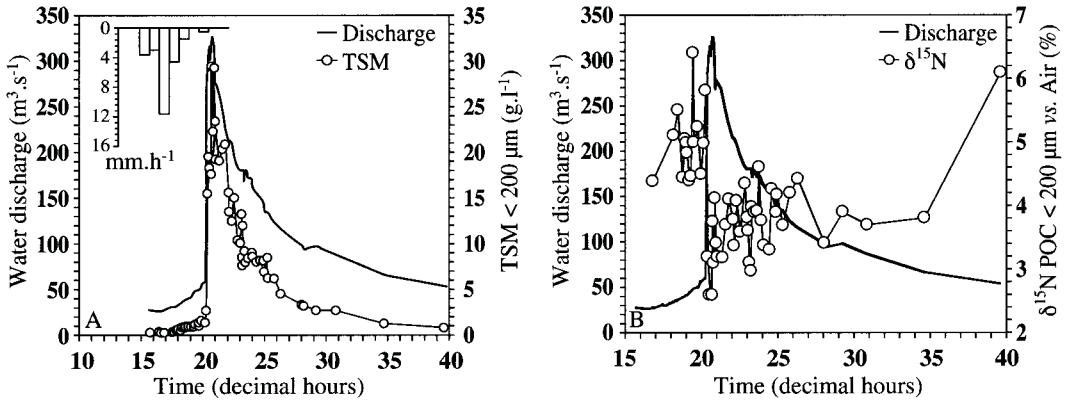 350
300
250
200
150
100
50
0
Water discharge (m³.s⁻¹)
0
4
8
12
16
mm.h⁻¹
Discharge
TSM
A
35
30
25
20
15
10
5
0
TSM < 200 µm (g.l⁻¹)
10 15 20 25 30 35 40
Time (decimal hours)
350
300
250
200
150
100
50
0
Water discharge (m³.s⁻¹)
Discharge
δ¹⁵N
B
7
6
5
4
3
2
δ¹⁵N POC < 200 µm vs. Air (%)
15 20 25 30 35 40
Time (decimal hours)